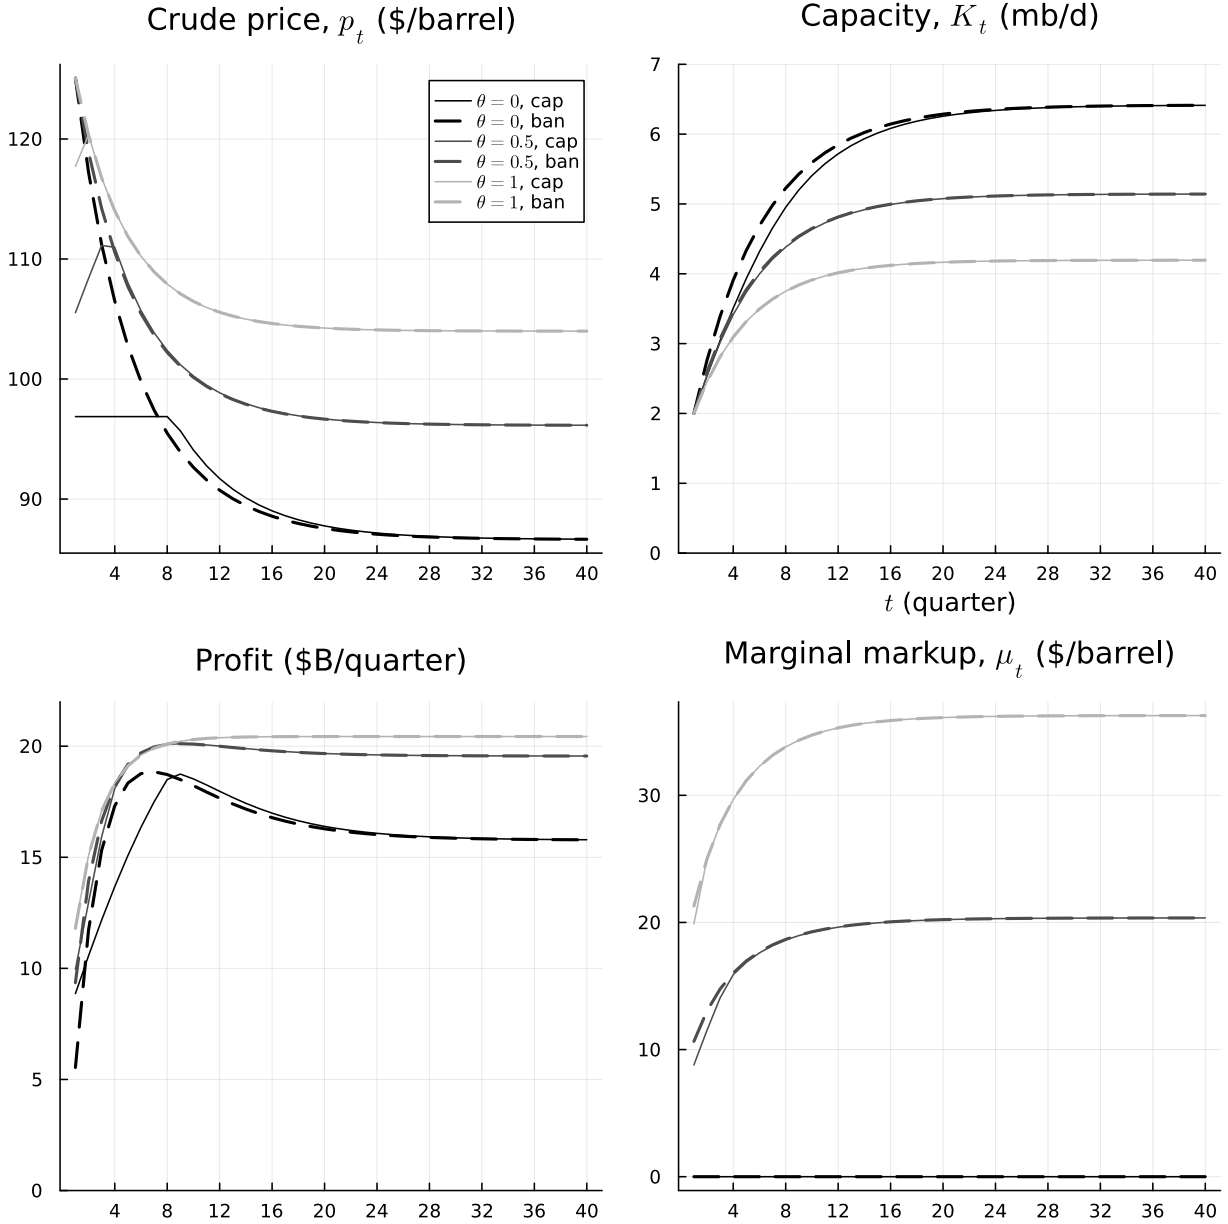 Crude price, p_t ($/barrel)
120
110
100
90
4 8 12 16 20 24 28 32 36 40
θ = 0, cap
θ = 0, ban
θ = 0.5, cap
θ = 0.5, ban
θ = 1, cap
θ = 1, ban
Capacity, K_t (mb/d)
7
6
5
4
3
2
1
0
4 8 12 16 20 24 28 32 36 40
t (quarter)
Profit ($B/quarter)
20
15
10
5
0
4 8 12 16 20 24 28 32 36 40
Marginal markup, μ_t ($/barrel)
30
20
10
0
4 8 12 16 20 24 28 32 36 40